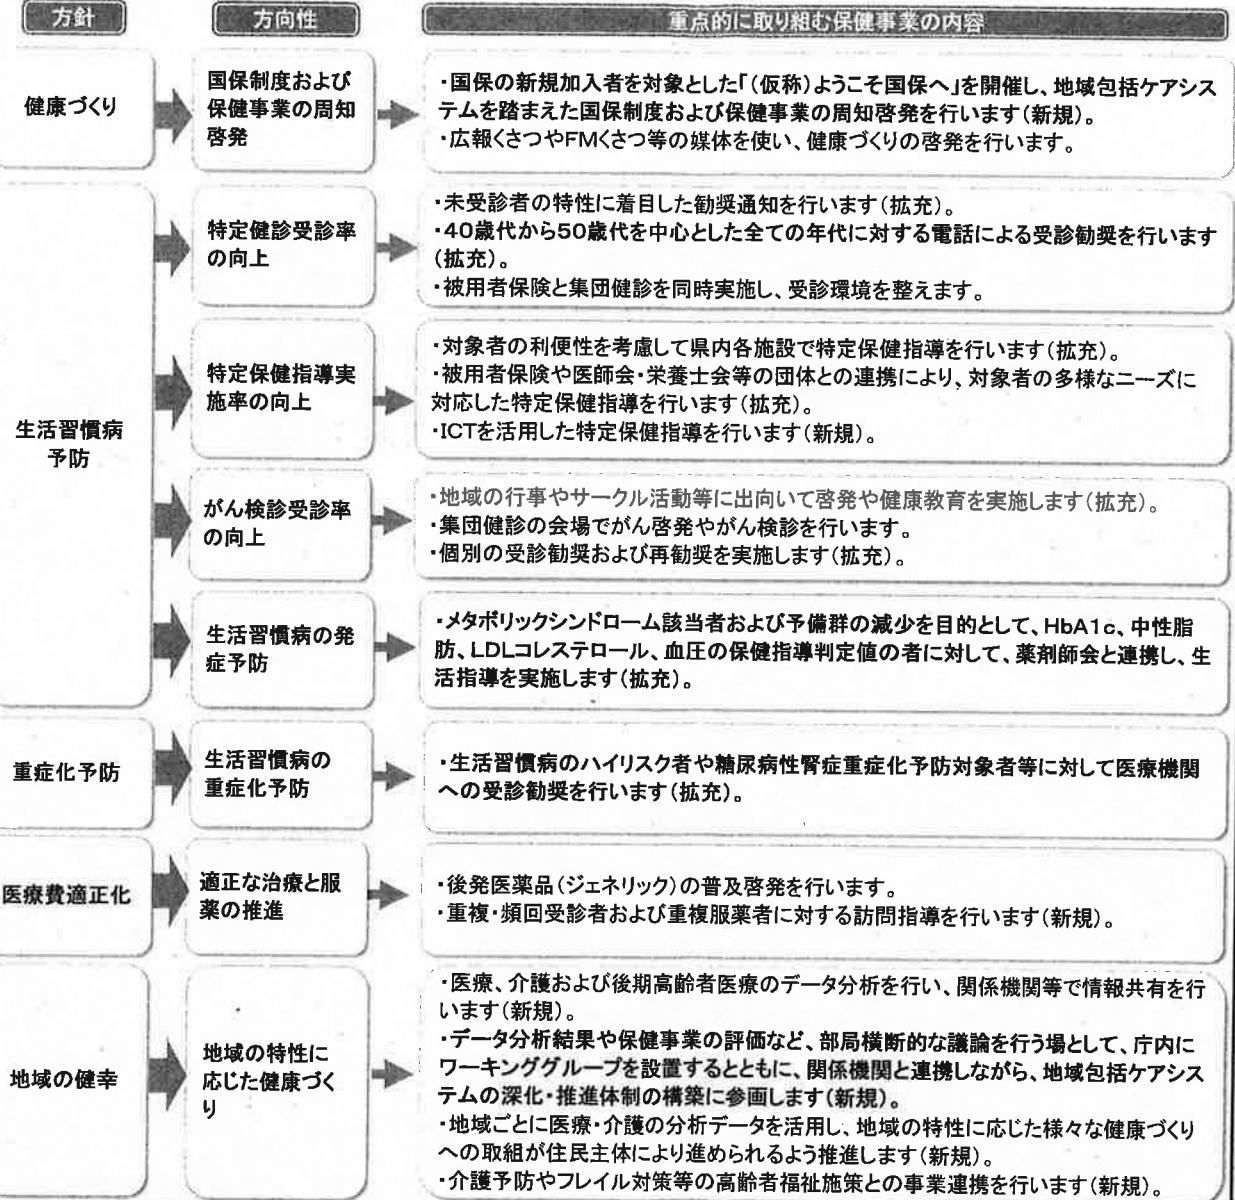 方針
方向性
重点的に取り組む保健事業の内容
健康づくり
国保制度および
保健事業の周知
啓発
・国保の新規加入者を対象とした「(仮称)ようこそ国保へ」を開催し、地域包括ケアシス
テムを踏まえた国保制度および保健事業の周知啓発を行います(新規)。
・広報くさつやFMくさつ等の媒体を使い、健康づくりの啓発を行います。
生活習慣病
予防
特定健診受診率
の向上
・未受診者の特性に着目した勧奨通知を行います(拡充)。
・40歳代から50歳代を中心とした全ての年代に対する電話による受診勧奨を行います
(拡充)。
・被用者保険と集団健診を同時実施し、受診環境を整えます。
特定保健指導実
施率の向上
・対象者の利便性を考慮して県内各施設で特定保健指導を行います(拡充)。
・被用者保険や医師会・栄養士会等の団体との連携により、対象者の多様なニーズに
対応した特定保健指導を行います(拡充)。
・ICTを活用した特定保健指導を行います(新規)。
がん検診受診率
の向上
・地域の行事やサークル活動等に出向いて啓発や健康教育を実施します(拡充)。
・集団健診の会場でがん啓発やがん検診を行います。
・個別の受診勧奨および再勧奨を実施します(拡充)。
生活習慣病の発
症予防
・メタボリックシンドローム該当者および予備群の減少を目的として、HbA1c、中性脂
肪、LDLコレステロール、血圧の保健指導判定値の者に対して、薬剤師会と連携し、生
活指導を実施します(拡充)。
重症化予防
生活習慣病の
重症化予防
・生活習慣病のハイリスク者や糖尿病性腎症重症化予防対象者等に対して医療機関
への受診勧奨を行います(拡充)。
医療費適正化
適正な治療と服
薬の推進
・後発医薬品(ジェネリック)の普及啓発を行います。
・重複・頻回受診者および重複服薬者に対する訪問指導を行います(新規)。
地域の健幸
地域の特性に
応じた健康づく
り
・医療、介護および後期高齢者医療のデータ分析を行い、関係機関等で情報共有を行
います(新規)。
・データ分析結果や保健事業の評価など、部局横断的な議論を行う場として、庁内に
ワーキンググループを設置するとともに、関係機関と連携しながら、地域包括ケアシス
テムの深化・推進体制の構築に参画します(新規)。
・地域ごとに医療・介護の分析データを活用し、地域の特性に応じた様々な健康づくり
への取組が住民主体により進められるよう推進します(新規)。
・介護予防やフレイル対策等の高齢者福祉施策との事業連携を行います(新規)。